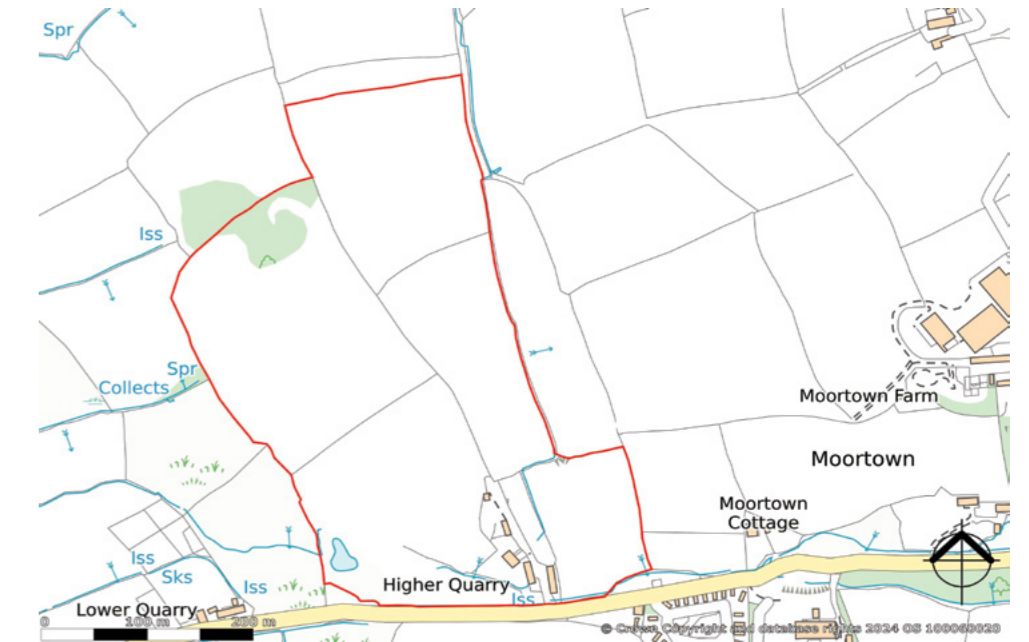 Spr
Iss
Spr
Collects
Moortown Farm
Moortown
Moortown
Cottage
Iss
Sks
Iss
Higher Quarry
Iss
Lower Quarry
0 100 m 200 m
© Crown Copyright and database rights 2024 OS 100060020